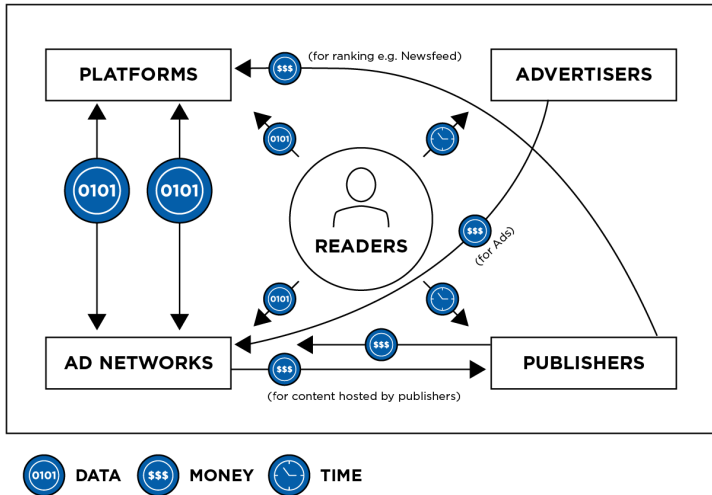 (for ranking e.g. Newsfeed)
$$$
PLATFORMS
ADVERTISERS
0101
0101
0101
READERS
$$$
(for Ads)
0101
$$$
AD NETWORKS
PUBLISHERS
$$$
(for content hosted by publishers)
0101 DATA $$$ MONEY TIME